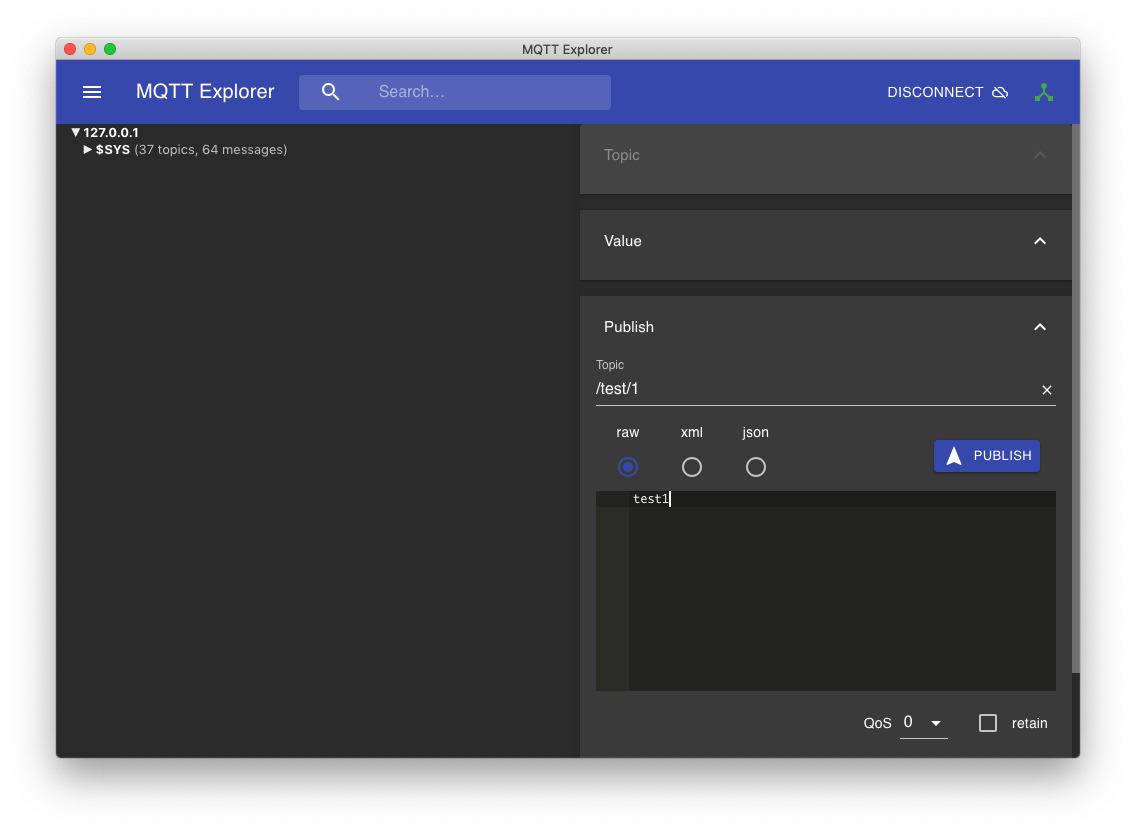 MQTT Explorer
MQTT Explorer
Search...
DISCONNECT
▼127.0.0.1
▶$SYS (37 topics, 64 messages)
Topic
Value
Publish
Topic
/test/1
raw xml json
PUBLISH
test1
QoS 0 retain